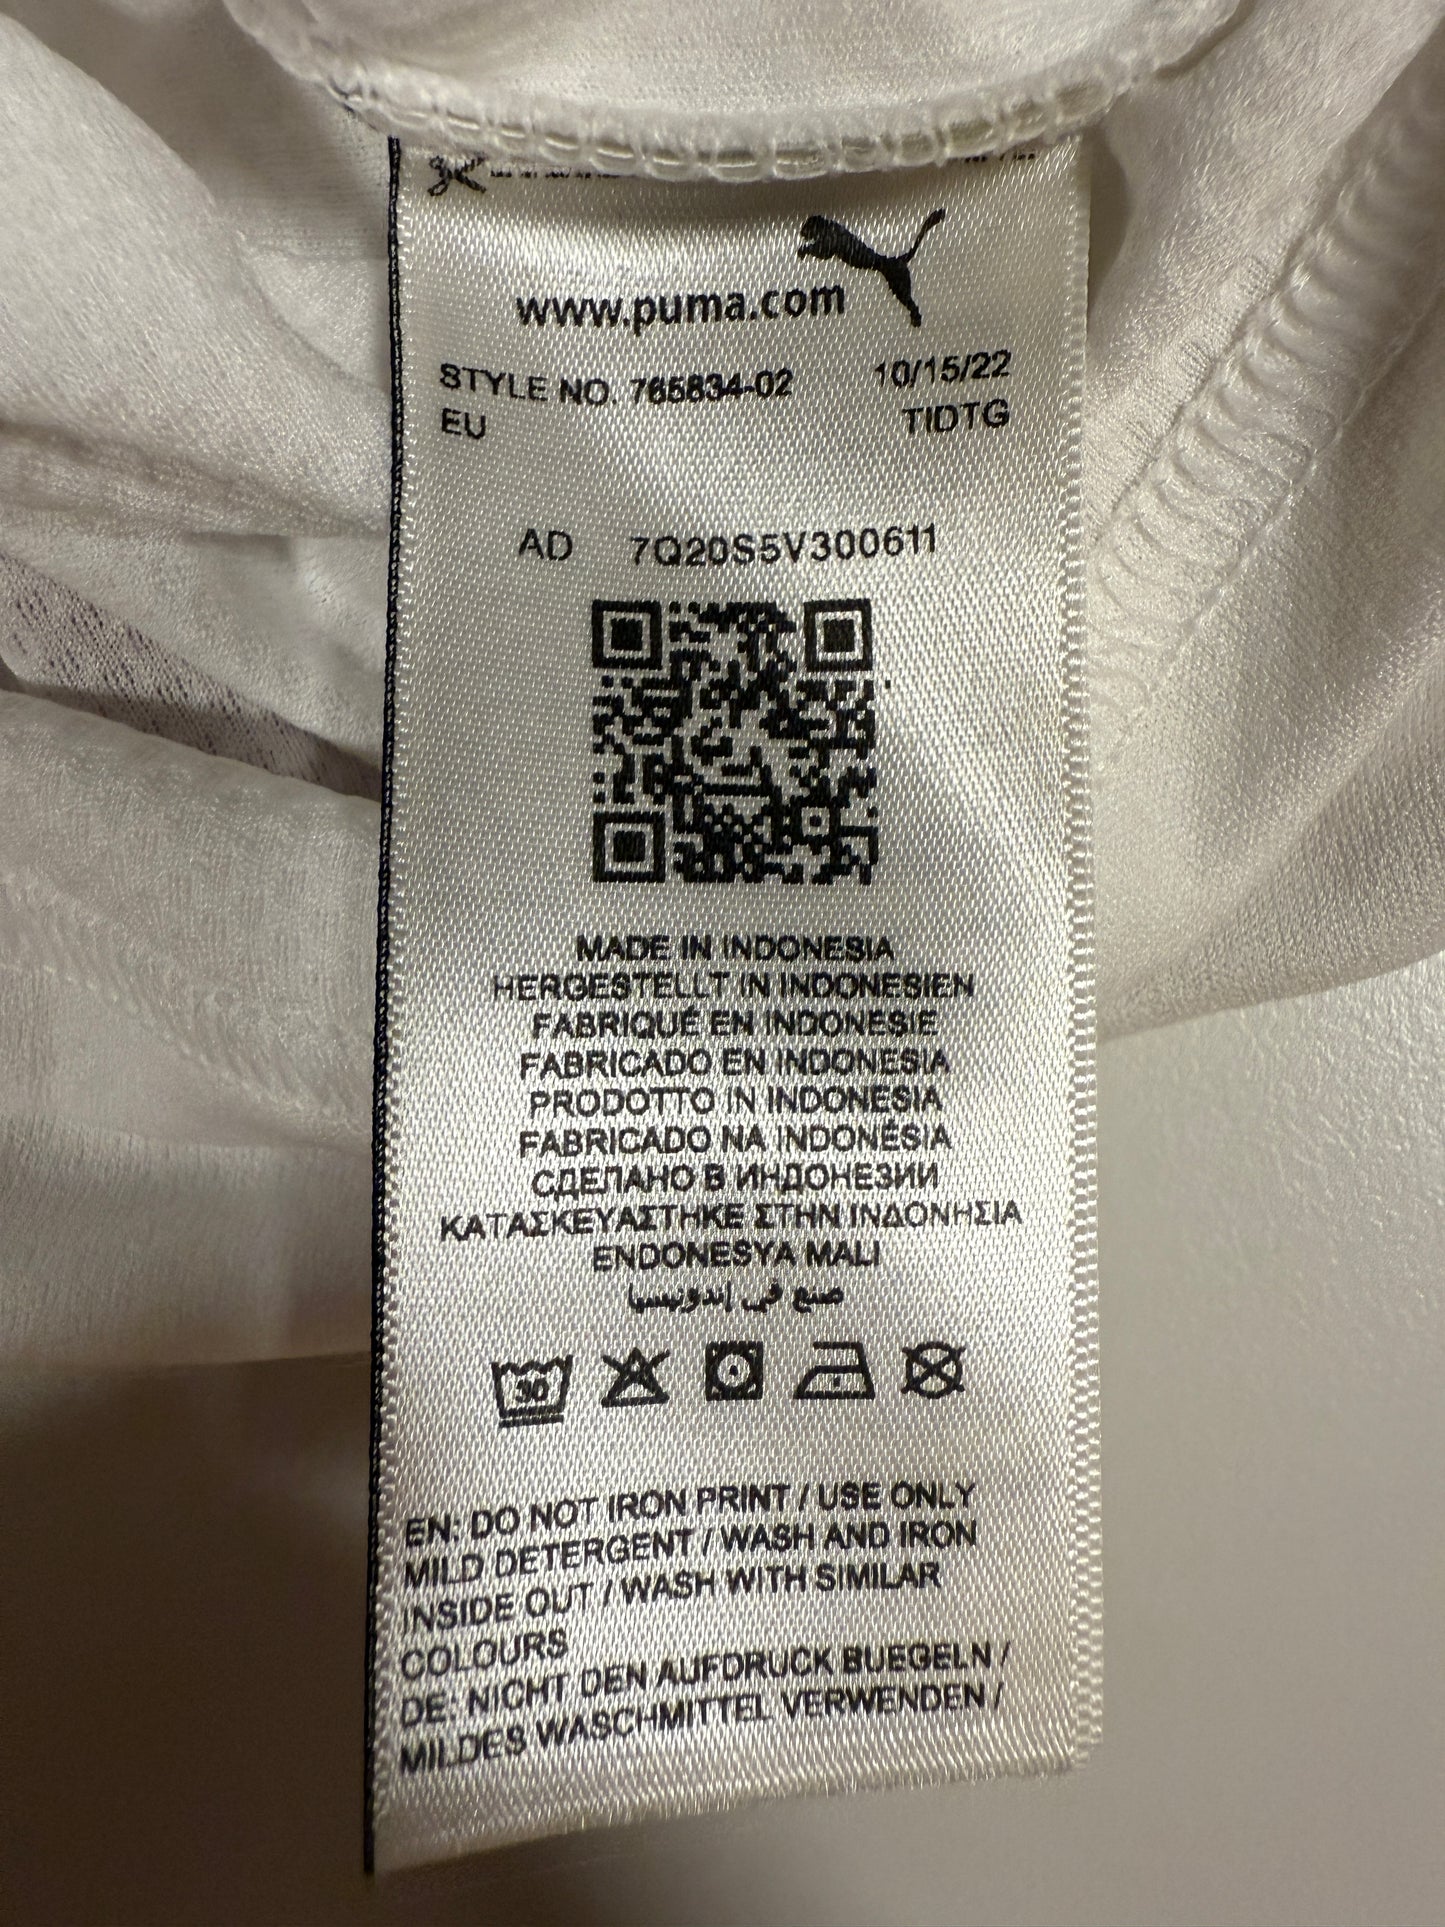 www.puma.com
STYLE NO. 765834-02 10/15/22
EU TIDTG
AD 7Q20S5V300611
MADE IN INDONESIA
HERGESTELLT IN INDONESIEN
FABRIQUÉ EN INDONESIE
FABRICADO EN INDONESIA
PRODOTTO IN INDONESIA
FABRICADO NA INDONÉSIA
СДЕЛАНО В ИНДОНЕЗИИ
ΚΑΤΑΣΚΕΥΑΣΤΗΚΕ ΣΤΗΝ ΙΝΔΟΝΗΣΙΑ
ENDONESYA MALI
صنع في إندونيسيا
30
EN: DO NOT IRON PRINT / USE ONLY
MILD DETERGENT / WASH AND IRON
INSIDE OUT / WASH WITH SIMILAR
COLOURS
DE: NICHT DEN AUFDRUCK BUEGELN /
MILDES WASCHMITTEL VERWENDEN /